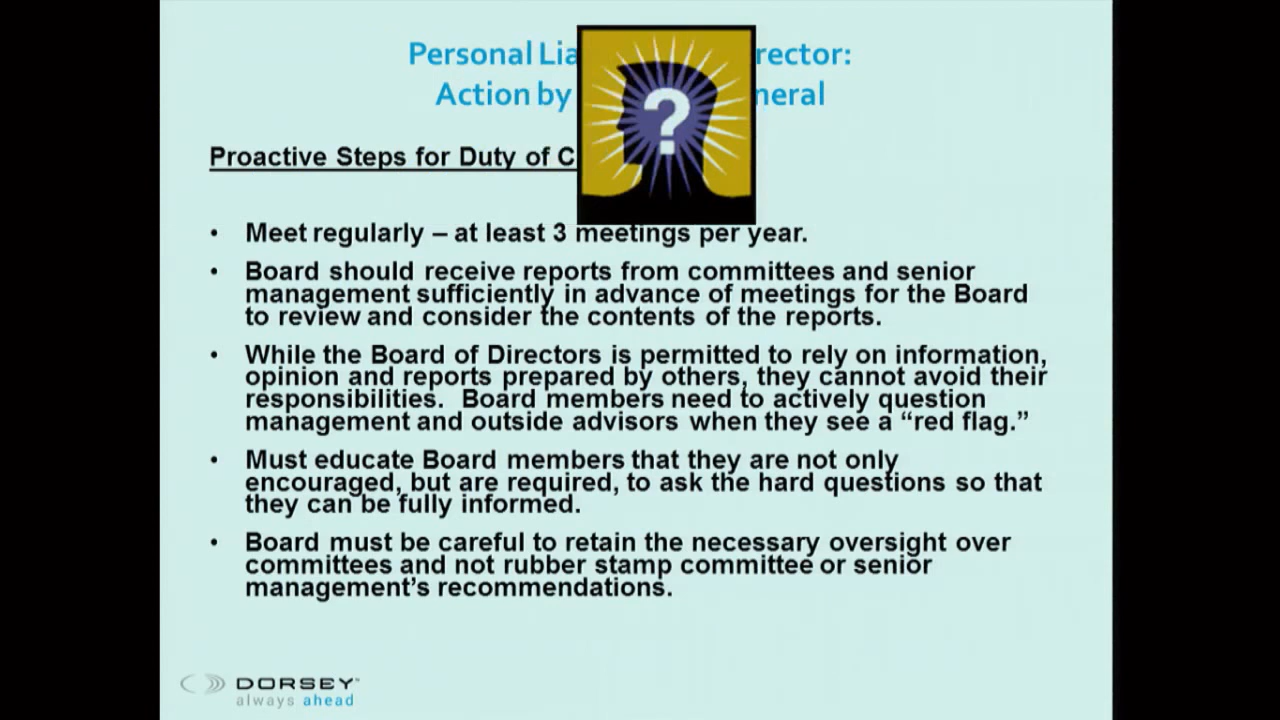 Personal Lia rector:
Action by neral
Proactive Steps for Duty of C
• Meet regularly – at least 3 meetings per year.
• Board should receive reports from committees and senior
management sufficiently in advance of meetings for the Board
to review and consider the contents of the reports.
• While the Board of Directors is permitted to rely on information,
opinion and reports prepared by others, they cannot avoid their
responsibilities. Board members need to actively question
management and outside advisors when they see a “red flag.”
• Must educate Board members that they are not only
encouraged, but are required, to ask the hard questions so that
they can be fully informed.
• Board must be careful to retain the necessary oversight over
committees and not rubber stamp committee or senior
management’s recommendations.
?
DORSEY™
always ahead